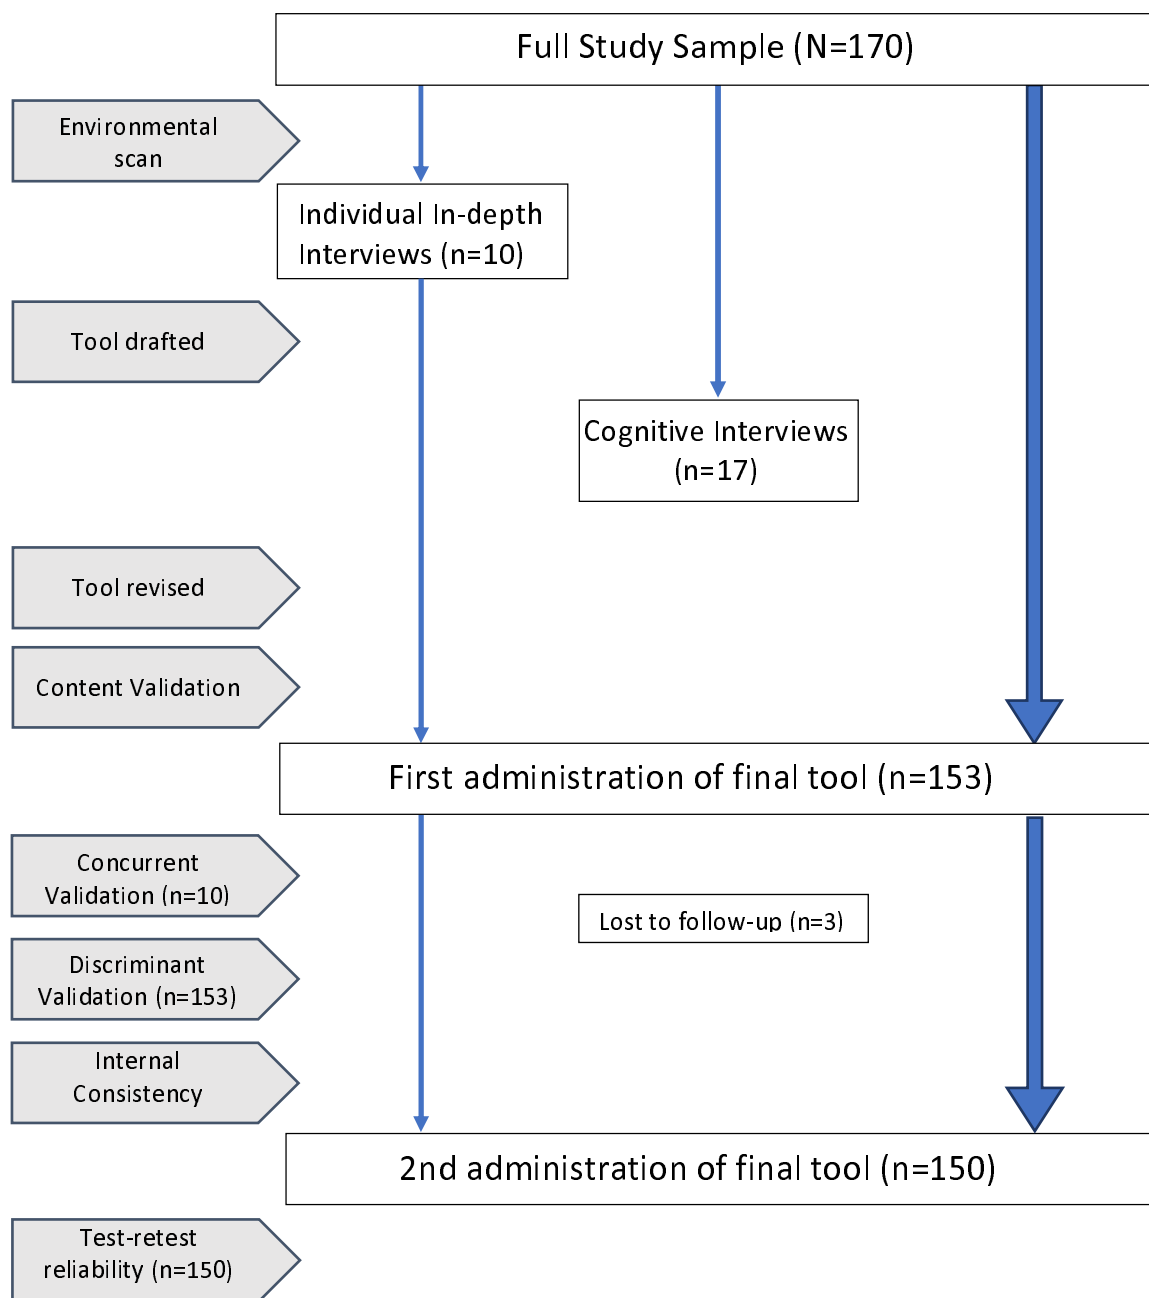 Full Study Sample (N=170)
Environmental
scan
Individual In-depth
Interviews (n=10)
Tool drafted
Cognitive Interviews
(n=17)
Tool revised
Content Validation
First administration of final tool (n=153)
Concurrent
Validation (n=10)
Lost to follow-up (n=3)
Discriminant
Validation (n=153)
Internal
Consistency
2nd administration of final tool (n=150)
Test-retest
reliability (n=150)